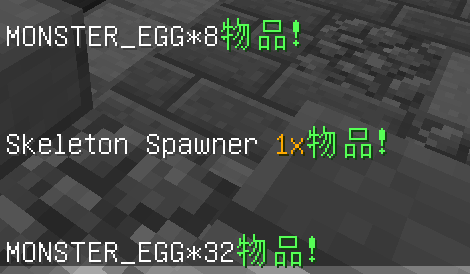 MONSTER_EGG*8物品!
Skeleton Spawner 1x物品!
MONSTER_EGG*32物品!